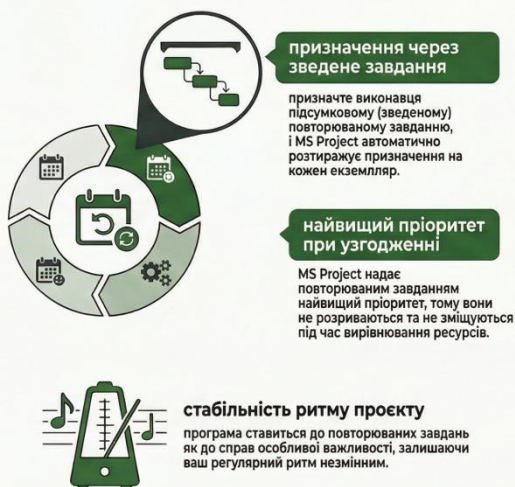 призначення через
зведене завдання
призначте виконавця
підсумковому (зведеному)
повторюваному завданню,
і MS Project автоматично
розтиражує призначення на
кожен екземпляр.
найвищий пріоритет
при узгодженні
MS Project надає
повторюваним завданням
найвищий пріоритет, тому вони
не розриваються та не зміщуються
під час вирівнювання ресурсів.
стабільність ритму проєкту
програма ставиться до повторюваних завдань
як до справ особливої важливості, залишаючи
ваш регулярний ритм незмінним.